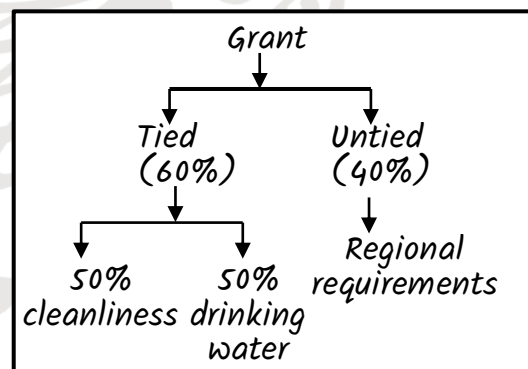 Grant
Tied
(60%)
Untied
(40%)
50%
cleanliness
50%
drinking
water
Regional
requirements